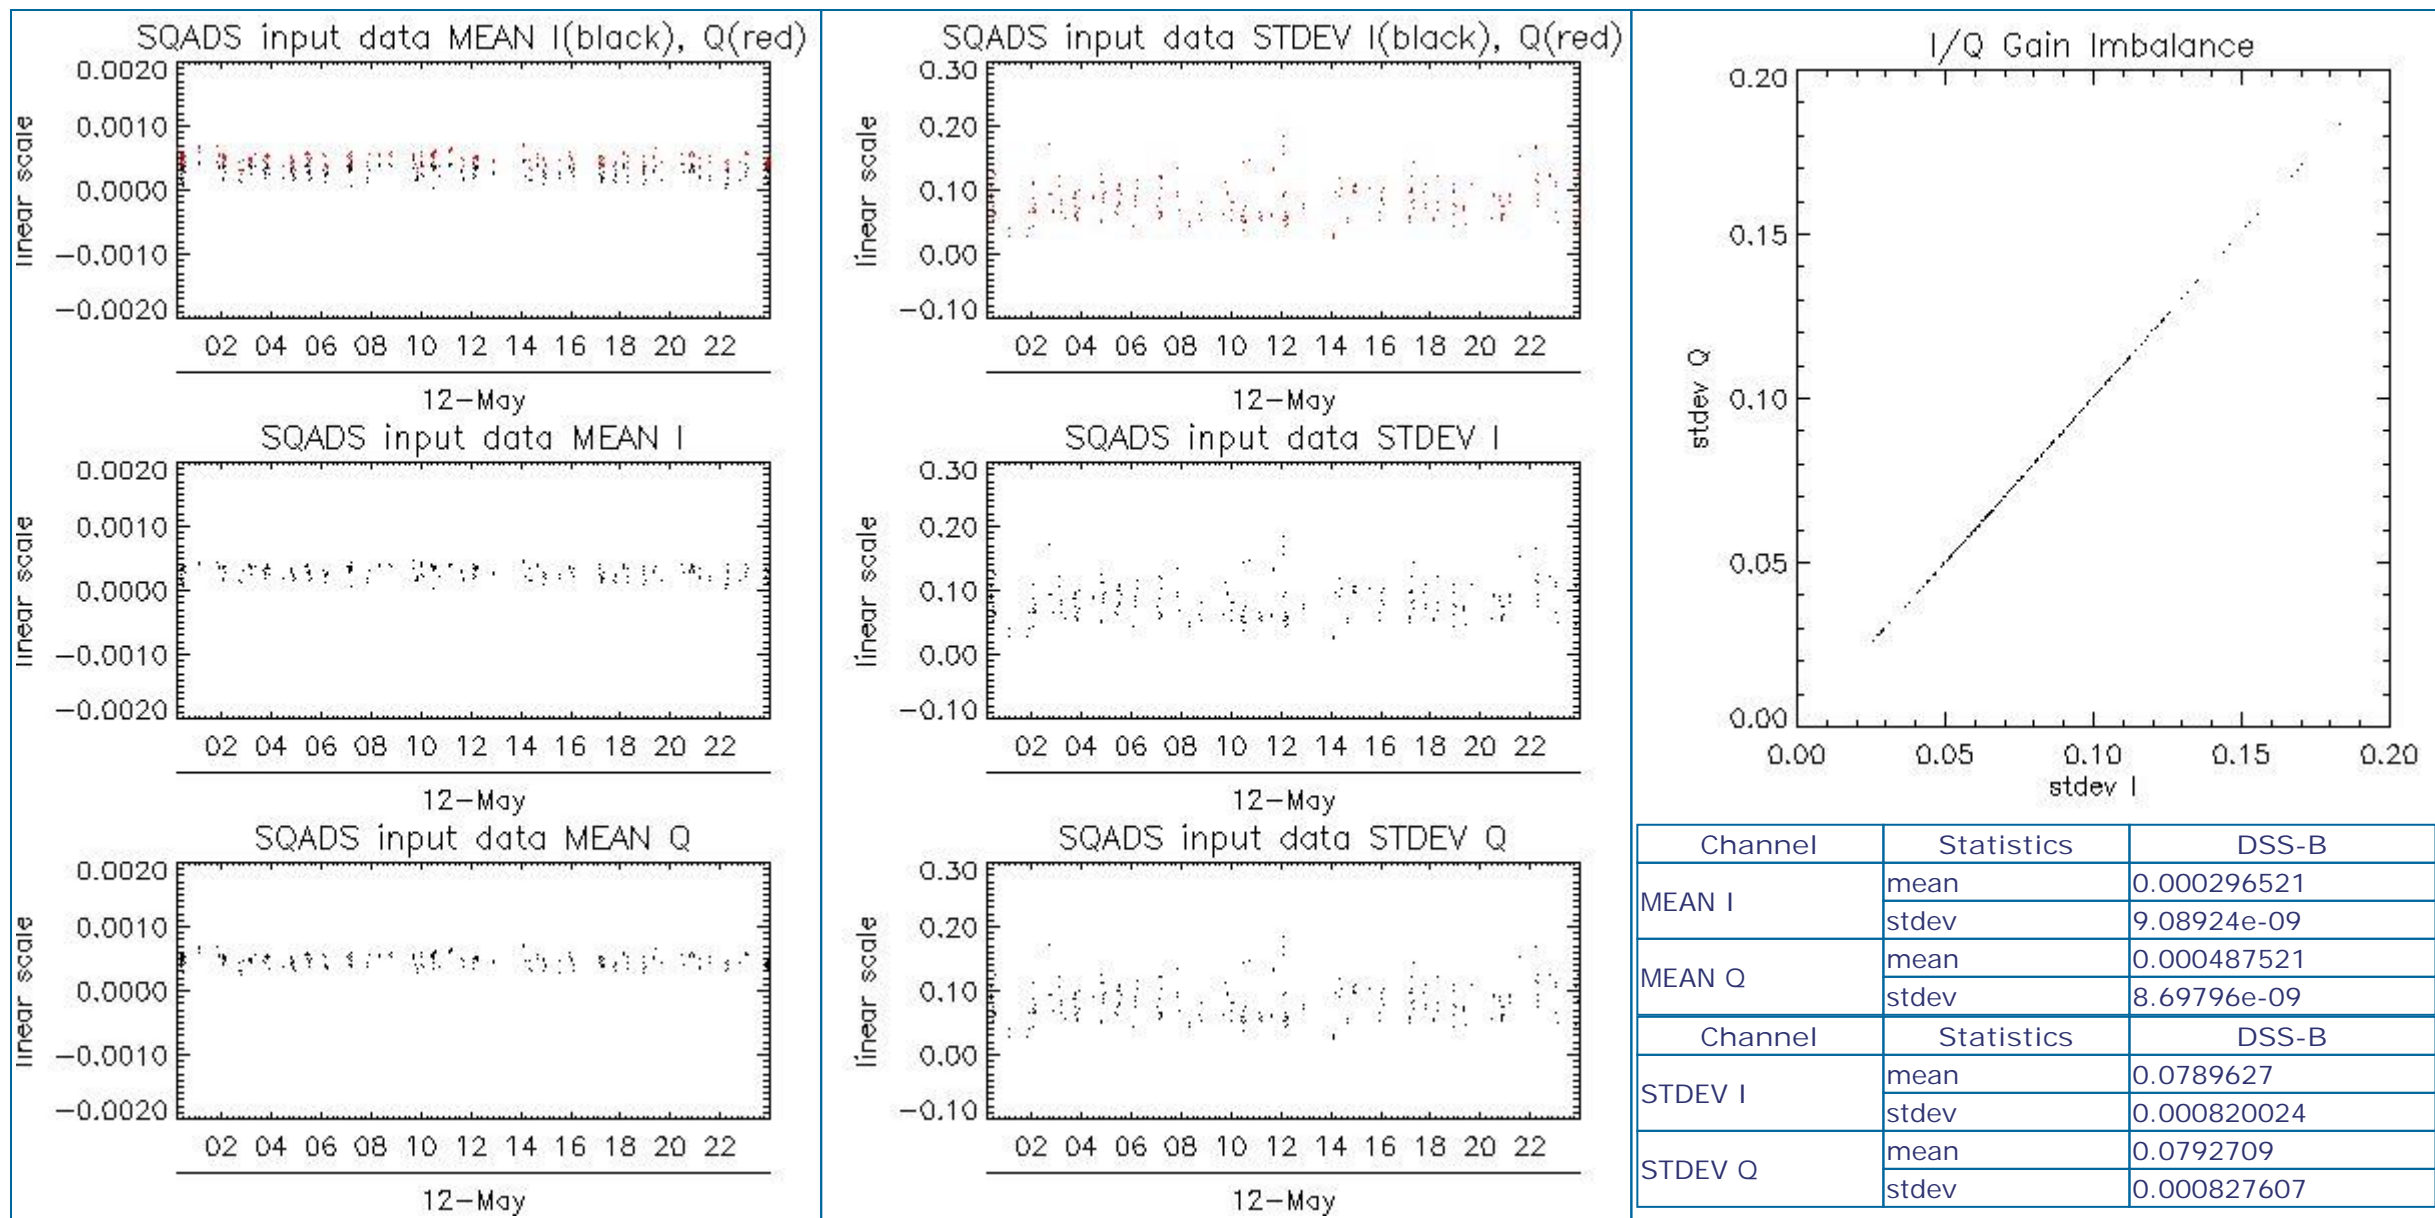 SQADS input data MEAN I(black), Q(red)
linear scale
0.0020
0.0010
0.0000
−0.0010
−0.0020
02 04 06 08 10 12 14 16 18 20 22
12−May
SQADS input data MEAN I
linear scale
0.0020
0.0010
0.0000
−0.0010
−0.0020
02 04 06 08 10 12 14 16 18 20 22
12−May
SQADS input data MEAN Q
linear scale
0.0020
0.0010
0.0000
−0.0010
−0.0020
02 04 06 08 10 12 14 16 18 20 22
12−May
SQADS input data STDEV I(black), Q(red)
linear scale
0.30
0.20
0.10
0.00
−0.10
02 04 06 08 10 12 14 16 18 20 22
12−May
SQADS input data STDEV I
linear scale
0.30
0.20
0.10
0.00
−0.10
02 04 06 08 10 12 14 16 18 20 22
12−May
SQADS input data STDEV Q
linear scale
0.30
0.20
0.10
0.00
−0.10
02 04 06 08 10 12 14 16 18 20 22
12−May
I/Q Gain Imbalance
stdev Q
0.20
0.15
0.10
0.05
0.00
0.00 0.05 0.10 0.15 0.20
stdev I
Channel Statistics DSS-B
MEAN I
mean 0.000296521
stdev 9.08924e-09
MEAN Q
mean 0.000487521
stdev 8.69796e-09
Channel Statistics DSS-B
STDEV I
mean 0.0789627
stdev 0.000820024
STDEV Q
mean 0.0792709
stdev 0.000827607